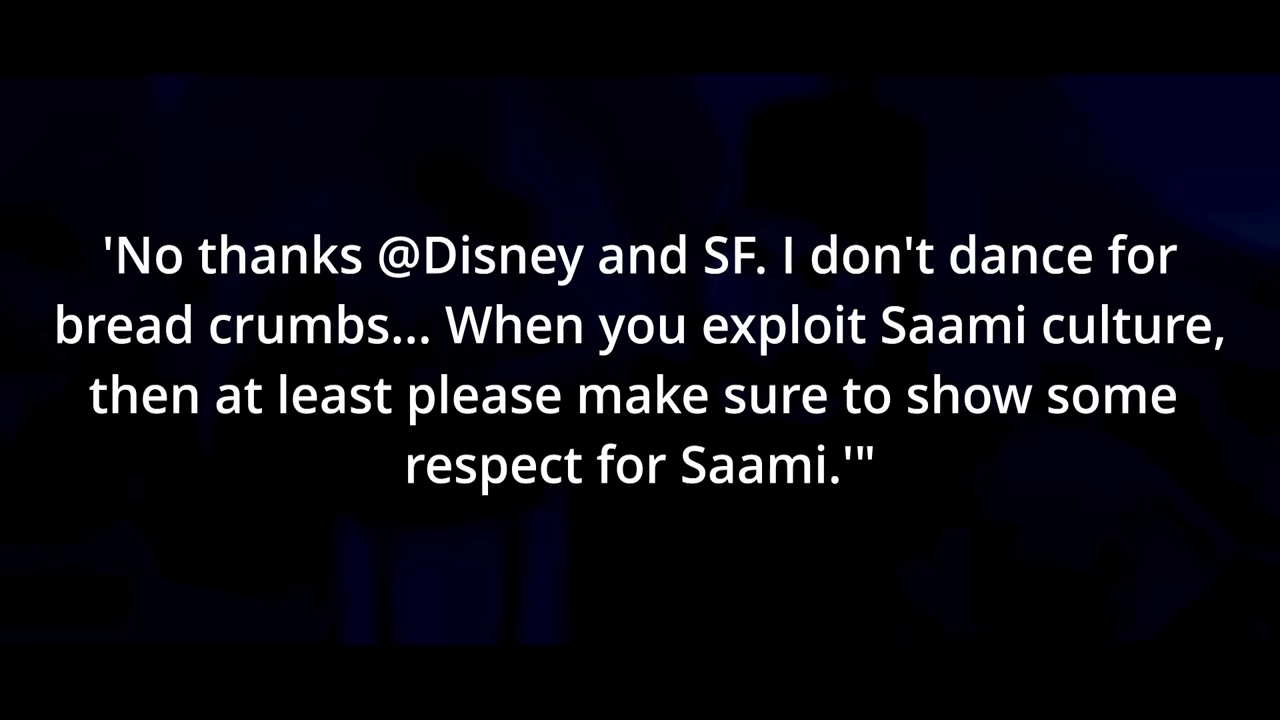 'No thanks @Disney and SF. I don't dance for
bread crumbs... When you exploit Saami culture,
then at least please make sure to show some
respect for Saami.'"